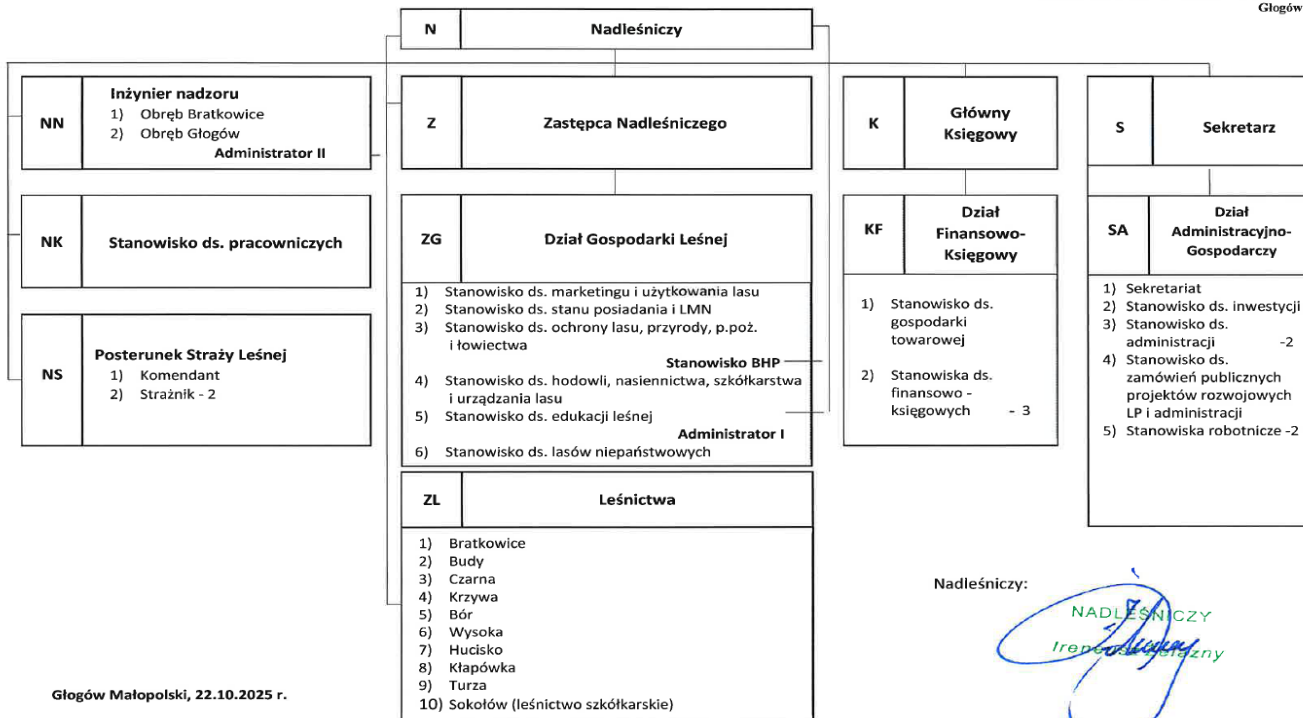 Głogów
N Nadleśniczy
NN
Inżynier nadzoru
1) Obręb Bratkowice
2) Obręb Głogów
Administrator II
Z Zastępca Nadleśniczego
K
Główny
Księgowy
S Sekretarz
NK Stanowisko ds. pracowniczych
ZG Dział Gospodarki Leśnej
1) Stanowisko ds. marketingu i użytkowania lasu
2) Stanowisko ds. stanu posiadania i LMN
3) Stanowisko ds. ochrony lasu, przyrody, p.poż.
i łowiectwa
Stanowisko BHP
4) Stanowisko ds. hodowli, nasiennictwa, szkółkarstwa
i urządzania lasu
5) Stanowisko ds. edukacji leśnej
Administrator I
6) Stanowisko ds. lasów niepaństwowych
KF
Dział
Finansowo-
Księgowy
1) Stanowisko ds.
gospodarki
towarowej
2) Stanowiska ds.
finansowo -
księgowych - 3
SA
Dział
Administracyjno-
Gospodarczy
1) Sekretariat
2) Stanowisko ds. inwestycji
3) Stanowisko ds.
administracji -2
4) Stanowisko ds.
zamówień publicznych
projektów rozwojowych
LP i administracji
5) Stanowiska robotnicze -2
NS
Posterunek Straży Leśnej
1) Komendant
2) Strażnik - 2
ZL Leśnictwa
1) Bratkowice
2) Budy
3) Czarna
4) Krzywa
5) Bór
6) Wysoka
7) Hucisko
8) Kłapówka
9) Turza
10) Sokołów (leśnictwo szkółkarskie)
Nadleśniczy:
NADLEŚNICZY
Ireneusz Żelazny
Głogów Małopolski, 22.10.2025 r.